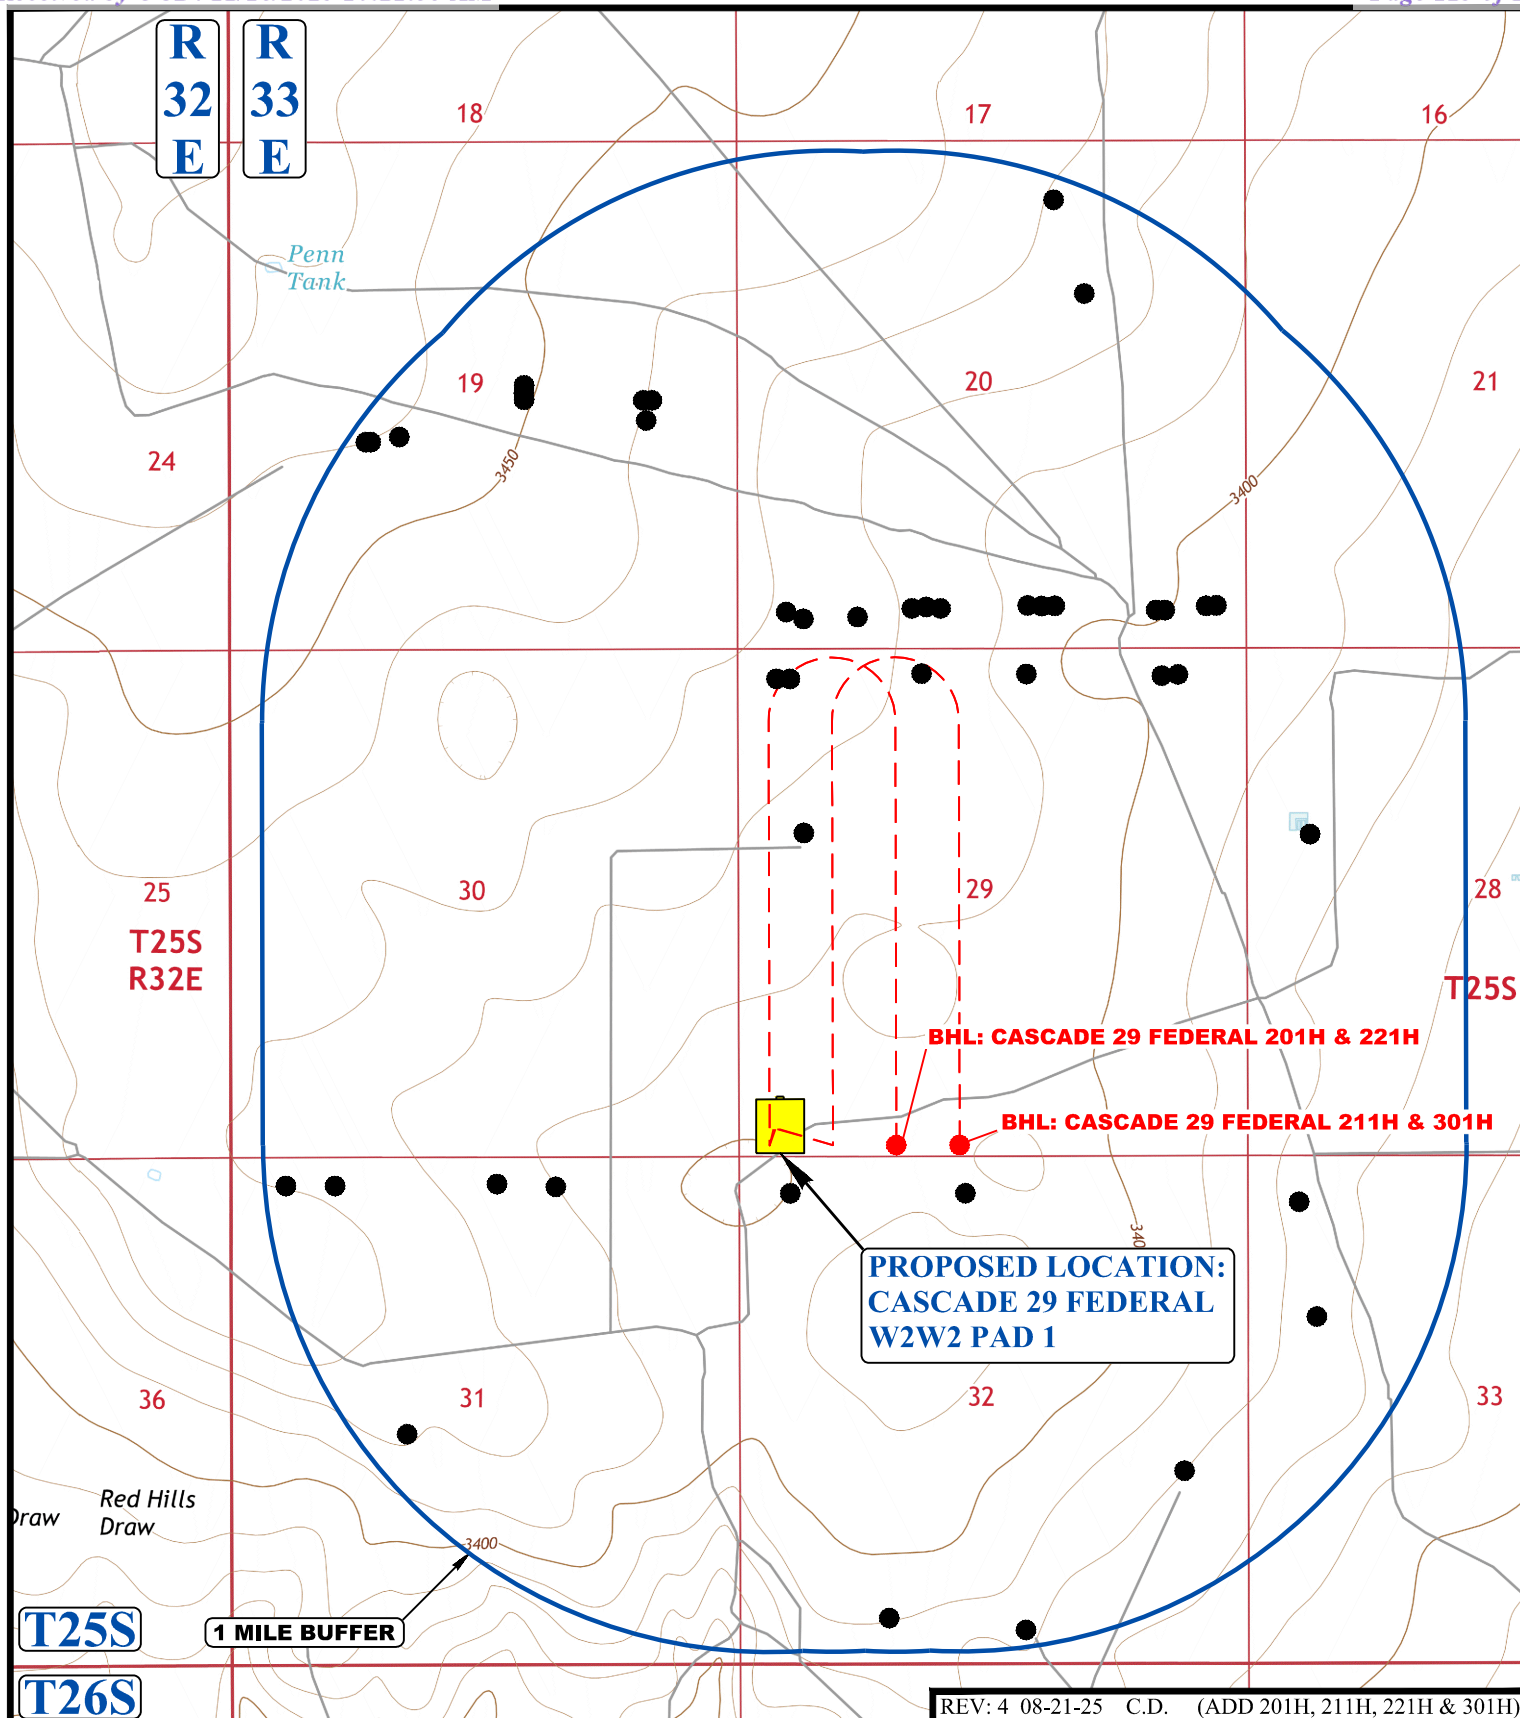 R
32
E
R
33
E
18
17
16
Penn
Tank
19
20
21
24
3450
3400
25
30
29
28
T25S
R32E
T25S
BHL: CASCADE 29 FEDERAL 201H & 221H
BHL: CASCADE 29 FEDERAL 211H & 301H
340
PROPOSED LOCATION:
CASCADE 29 FEDERAL
W2W2 PAD 1
36
31
32
33
Red Hills
Draw
Draw
3400
1 MILE BUFFER
T25S
T26S
REV: 4 08-21-25 C.D. (ADD 201H, 211H, 221H & 301H)